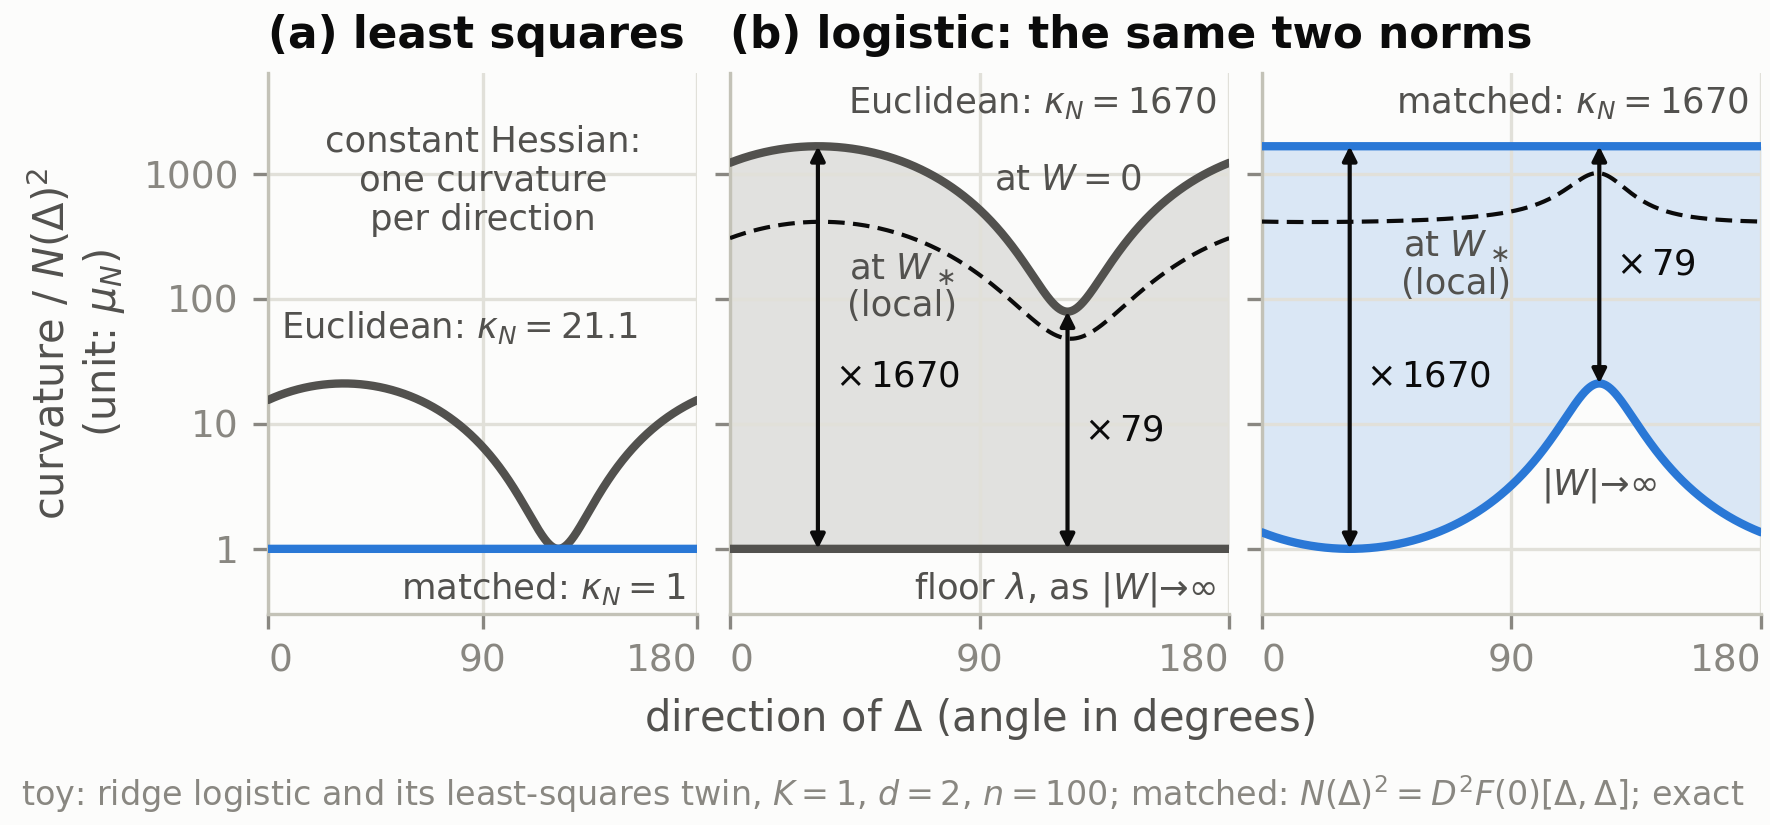 (a) least squares
(b) logistic: the same two norms
curvature / N(Δ)²
(unit: μ_N)
1000
100
10
1
constant Hessian:
one curvature
per direction
Euclidean: κ_N = 21.1
matched: κ_N = 1
0
90
180
Euclidean: κ_N = 1670
at W = 0
at W_*
(local)
× 1670
× 79
floor λ, as |W|→∞
0
90
180
matched: κ_N = 1670
at W_*
(local)
× 79
× 1670
|W|→∞
0
90
180
direction of Δ (angle in degrees)
toy: ridge logistic and its least-squares twin, K = 1, d = 2, n = 100; matched: N(Δ)² = D²F(0)[Δ, Δ]; exact